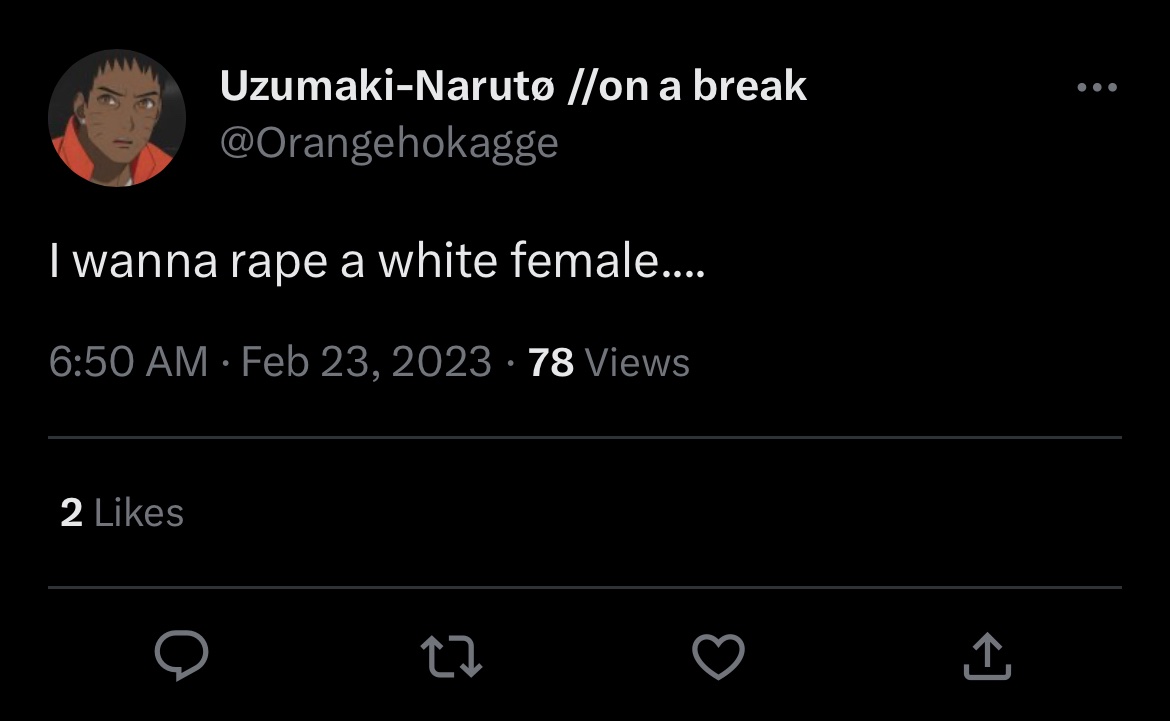 Uzumaki-Narutø //on a break
@Orangehokagge
I wanna rape a white female....
6:50 AM · Feb 23, 2023 · 78 Views
2 Likes